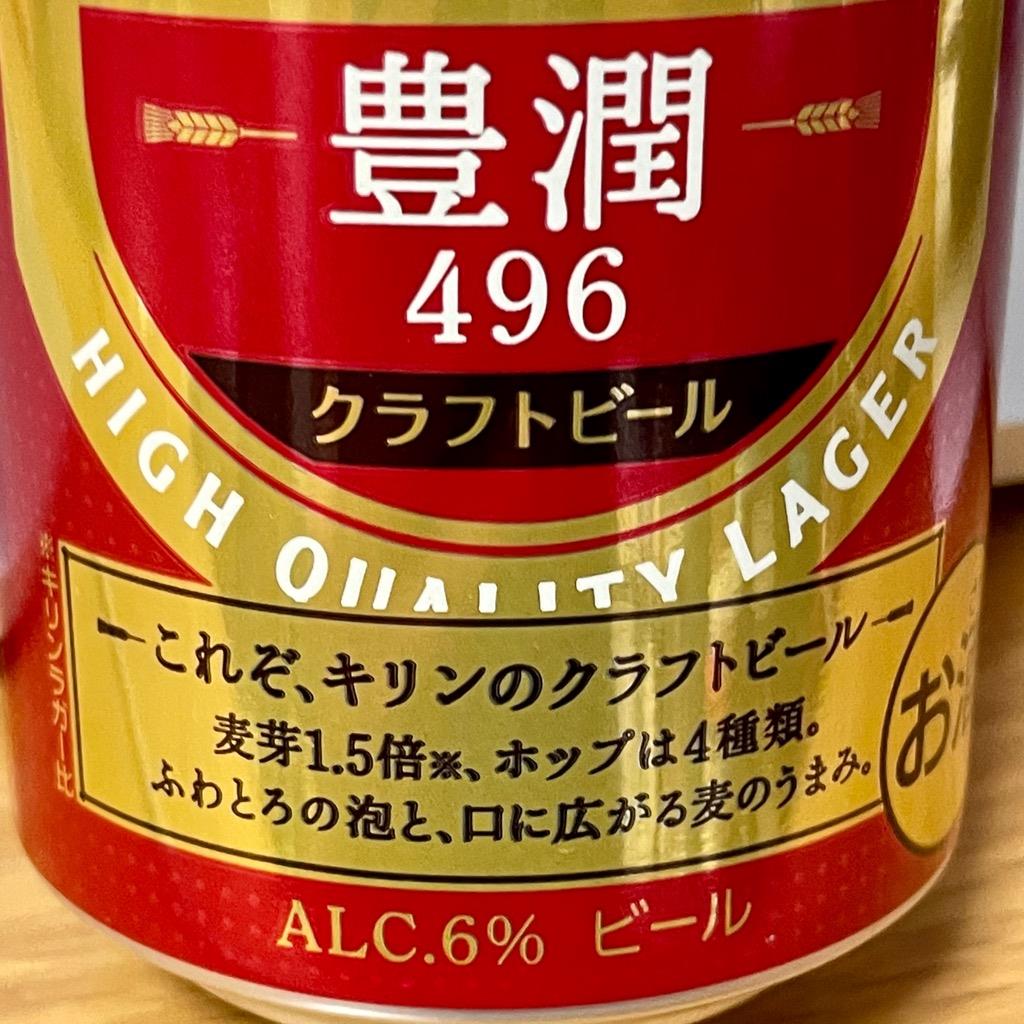 豊潤
496
クラフトビール
HIGH QUALITY LAGER
これぞ、キリンのクラフトビール
麦芽1.5倍※、ホップは4種類。
ふわとろの泡と、口に広がる麦のうまみ。
※キリンラガー比
お酒
ALC.6% ビール